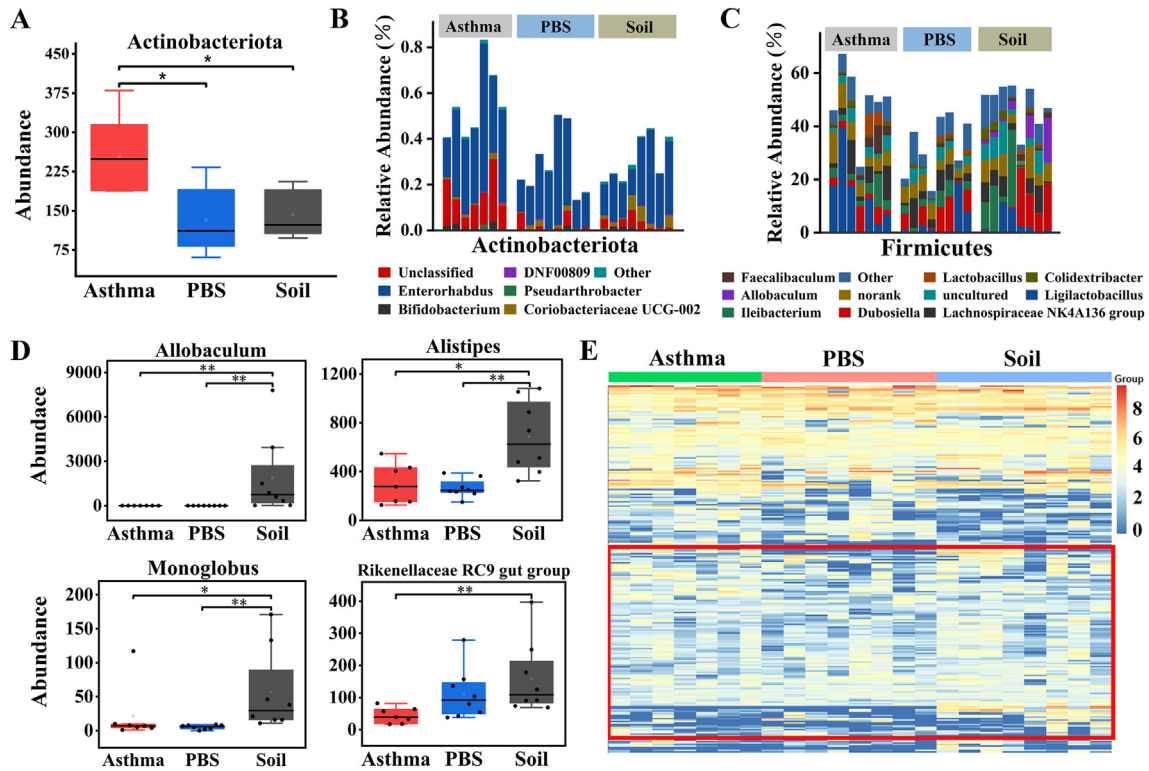 A
Actinobacteriota
Abundance
450
375
300
225
150
75
*
*
Asthma PBS Soil
B
Relative Abundance (%)
Asthma PBS Soil
0.8
0.6
0.4
0.2
0.0
Actinobacteriota
Unclassified DNF00809 Other
Enterorhabdus Pseudarthrobacter
Bifidobacterium Coriobacteriaceae UCG-002
C
Relative Abundance (%)
Asthma PBS Soil
60
40
20
0
Firmicutes
Faecalibaculum Other Lactobacillus Colidextribacter
Allobaculum norank uncultured Ligilactobacillus
Ileibacterium Dubosiella Lachnospiraceae NK4A136 group
D
Allobaculum
Abundace
9000
6000
3000
0
**
**
Asthma PBS Soil
Alistipes
1200
800
400
0
*
**
Asthma PBS Soil
Monoglobus
Abundance
200
150
100
50
0
*
**
Asthma PBS Soil
Rikenellaceae RC9 gut group
400
300
200
100
0
**
Asthma PBS Soil
E
Asthma PBS Soil
Group
8
6
4
2
0